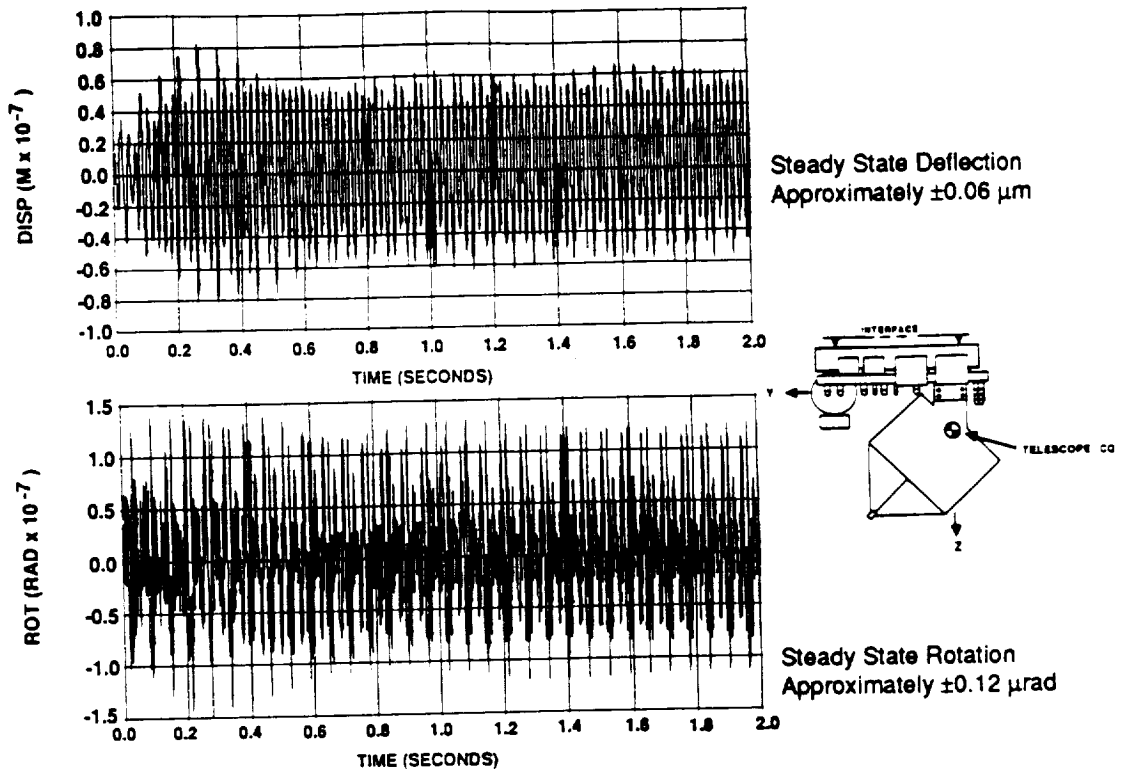 DISP (M x 10⁻⁷ )
1.0
0.8
0.6
0.4
0.2
0.0
-0.2
-0.4
-0.6
-0.8
-1.0
0.0 0.2 0.4 0.6 0.8 1.0 1.2 1.4 1.6 1.8 2.0
TIME (SECONDS)
Steady State Deflection
Approximately ±0.06 µm
INTERFACE
Y
TELESCOPE CG
Z
ROT (RAD x 10⁻⁷)
1.5
1.0
0.5
0.0
-0.5
-1.0
-1.5
0.0 0.2 0.4 0.6 0.8 1.0 1.2 1.4 1.6 1.8 2.0
TIME (SECONDS)
Steady State Rotation
Approximately ±0.12 µrad